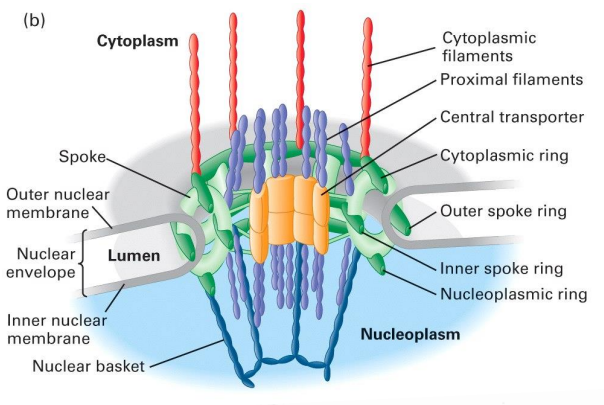 (b)
Cytoplasm
Cytoplasmic
filaments
Proximal filaments
Central transporter
Cytoplasmic ring
Spoke
Outer nuclear
membrane
Outer spoke ring
Nuclear
envelope
Lumen
Inner spoke ring
Nucleoplasmic ring
Inner nuclear
membrane
Nucleoplasm
Nuclear basket